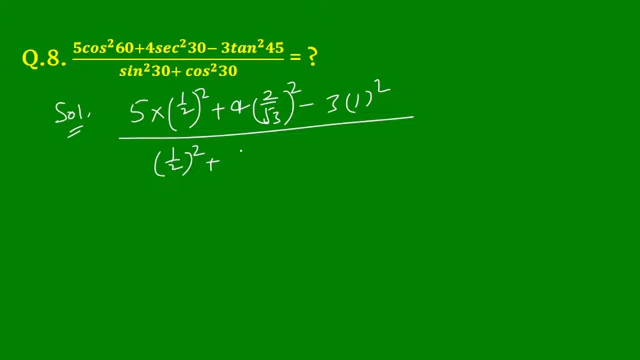 Q.8. (5cos²60+4sec²30−3tan²45)/(sin²30+cos²30) = ?
Sol. 5×(1/2)²+4(2/√3)²−3(1)²
(1/2)²+